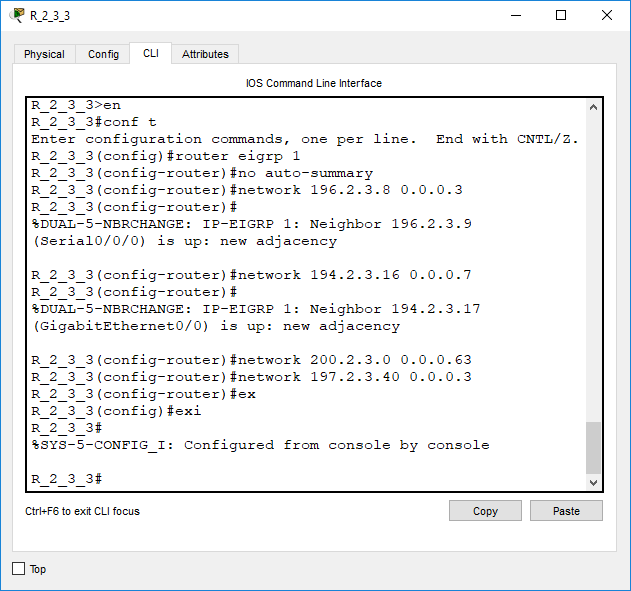 R_2_3_3
Physical
Config
CLI
Attributes
IOS Command Line Interface
R_2_3_3>en
R_2_3_3#conf t
Enter configuration commands, one per line.  End with CNTL/Z.
R_2_3_3(config)#router eigrp 1
R_2_3_3(config-router)#no auto-summary
R_2_3_3(config-router)#network 196.2.3.8 0.0.0.3
R_2_3_3(config-router)#
%DUAL-5-NBRCHANGE: IP-EIGRP 1: Neighbor 196.2.3.9
(Serial0/0/0) is up: new adjacency
R_2_3_3(config-router)#network 194.2.3.16 0.0.0.7
R_2_3_3(config-router)#
%DUAL-5-NBRCHANGE: IP-EIGRP 1: Neighbor 194.2.3.17
(GigabitEthernet0/0) is up: new adjacency
R_2_3_3(config-router)#network 200.2.3.0 0.0.0.63
R_2_3_3(config-router)#network 197.2.3.40 0.0.0.3
R_2_3_3(config-router)#ex
R_2_3_3(config)#exi
R_2_3_3#
%SYS-5-CONFIG_I: Configured from console by console
R_2_3_3#
Ctrl+F6 to exit CLI focus
Copy
Paste
Top